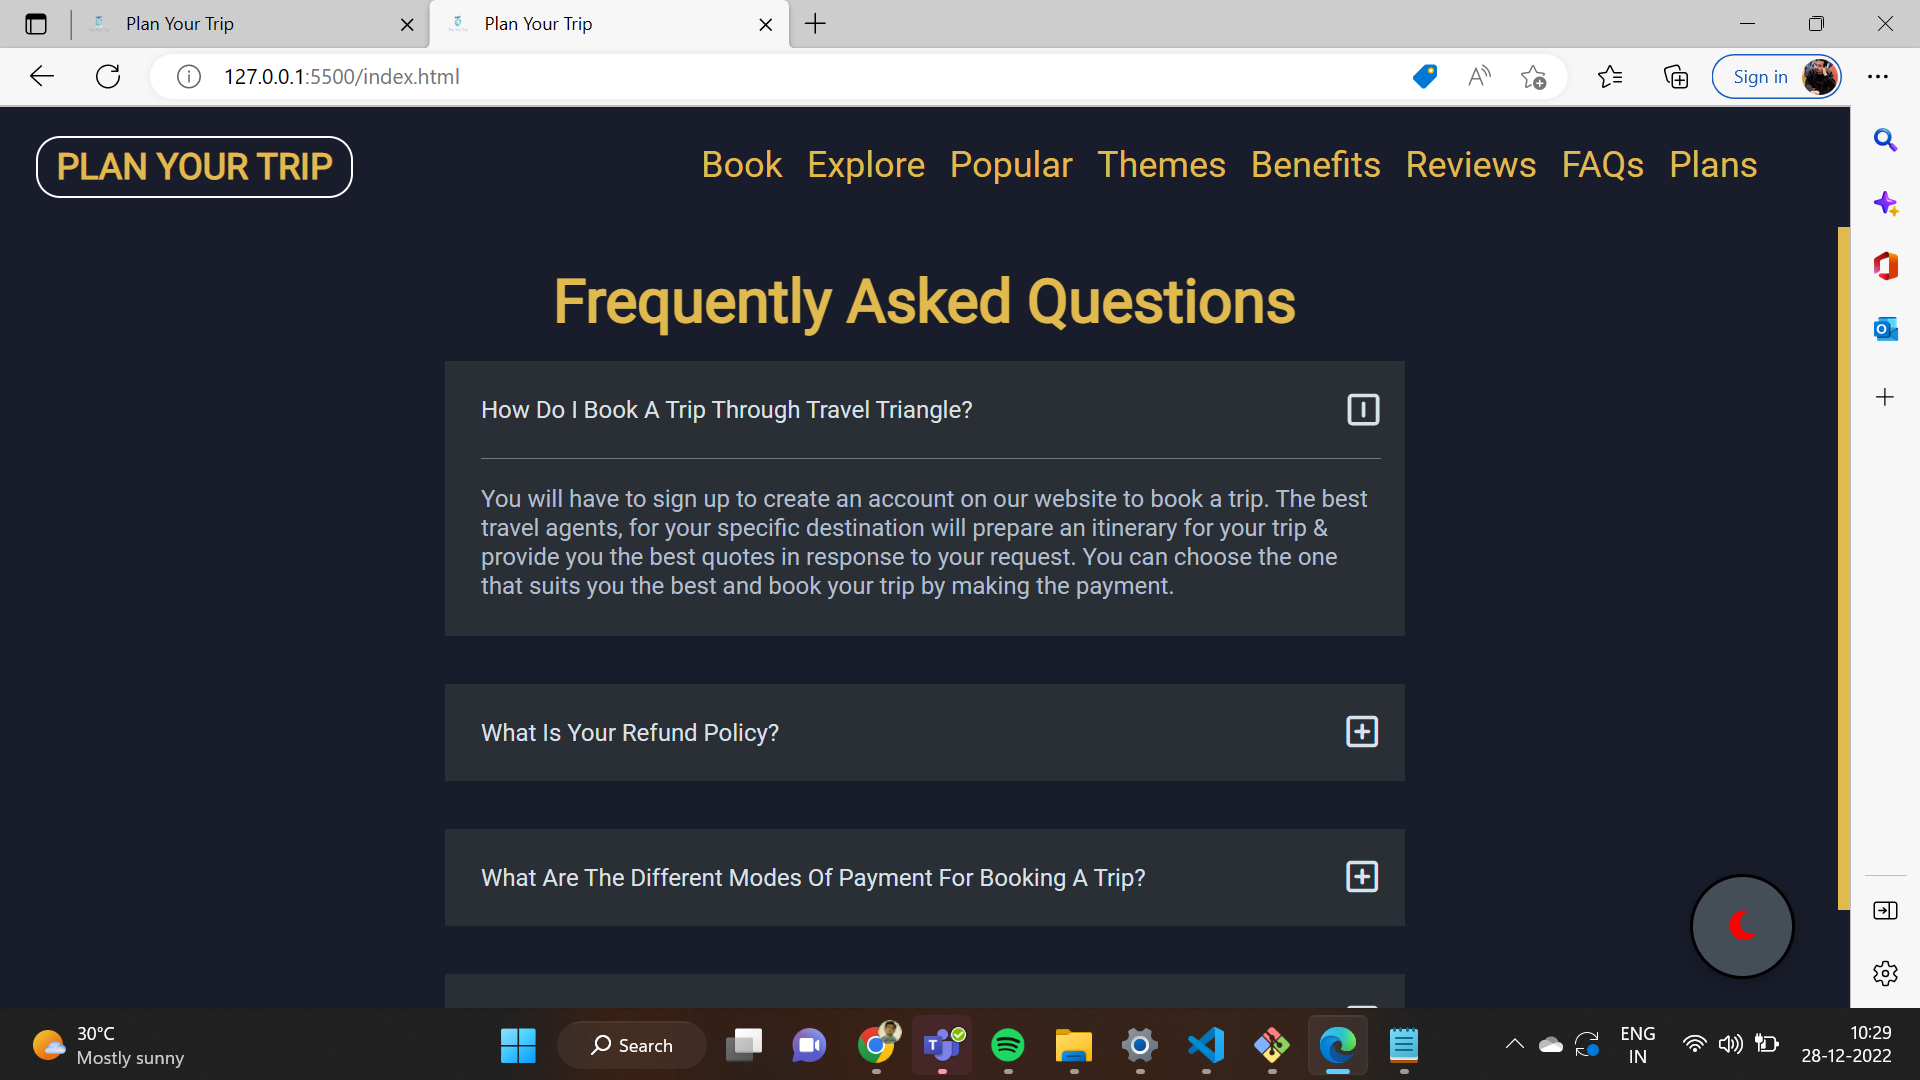 Plan Your Trip
Plan Your Trip
127.0.0.1:5500/index.html
Sign in
PLAN YOUR TRIP
Book Explore Popular Themes Benefits Reviews FAQs Plans
Frequently Asked Questions
How Do I Book A Trip Through Travel Triangle?
You will have to sign up to create an account on our website to book a trip. The best
travel agents, for your specific destination will prepare an itinerary for your trip &
provide you the best quotes in response to your request. You can choose the one
that suits you the best and book your trip by making the payment.
What Is Your Refund Policy?
What Are The Different Modes Of Payment For Booking A Trip?
30°C
Mostly sunny
Search
ENG
IN
10:29
28-12-2022